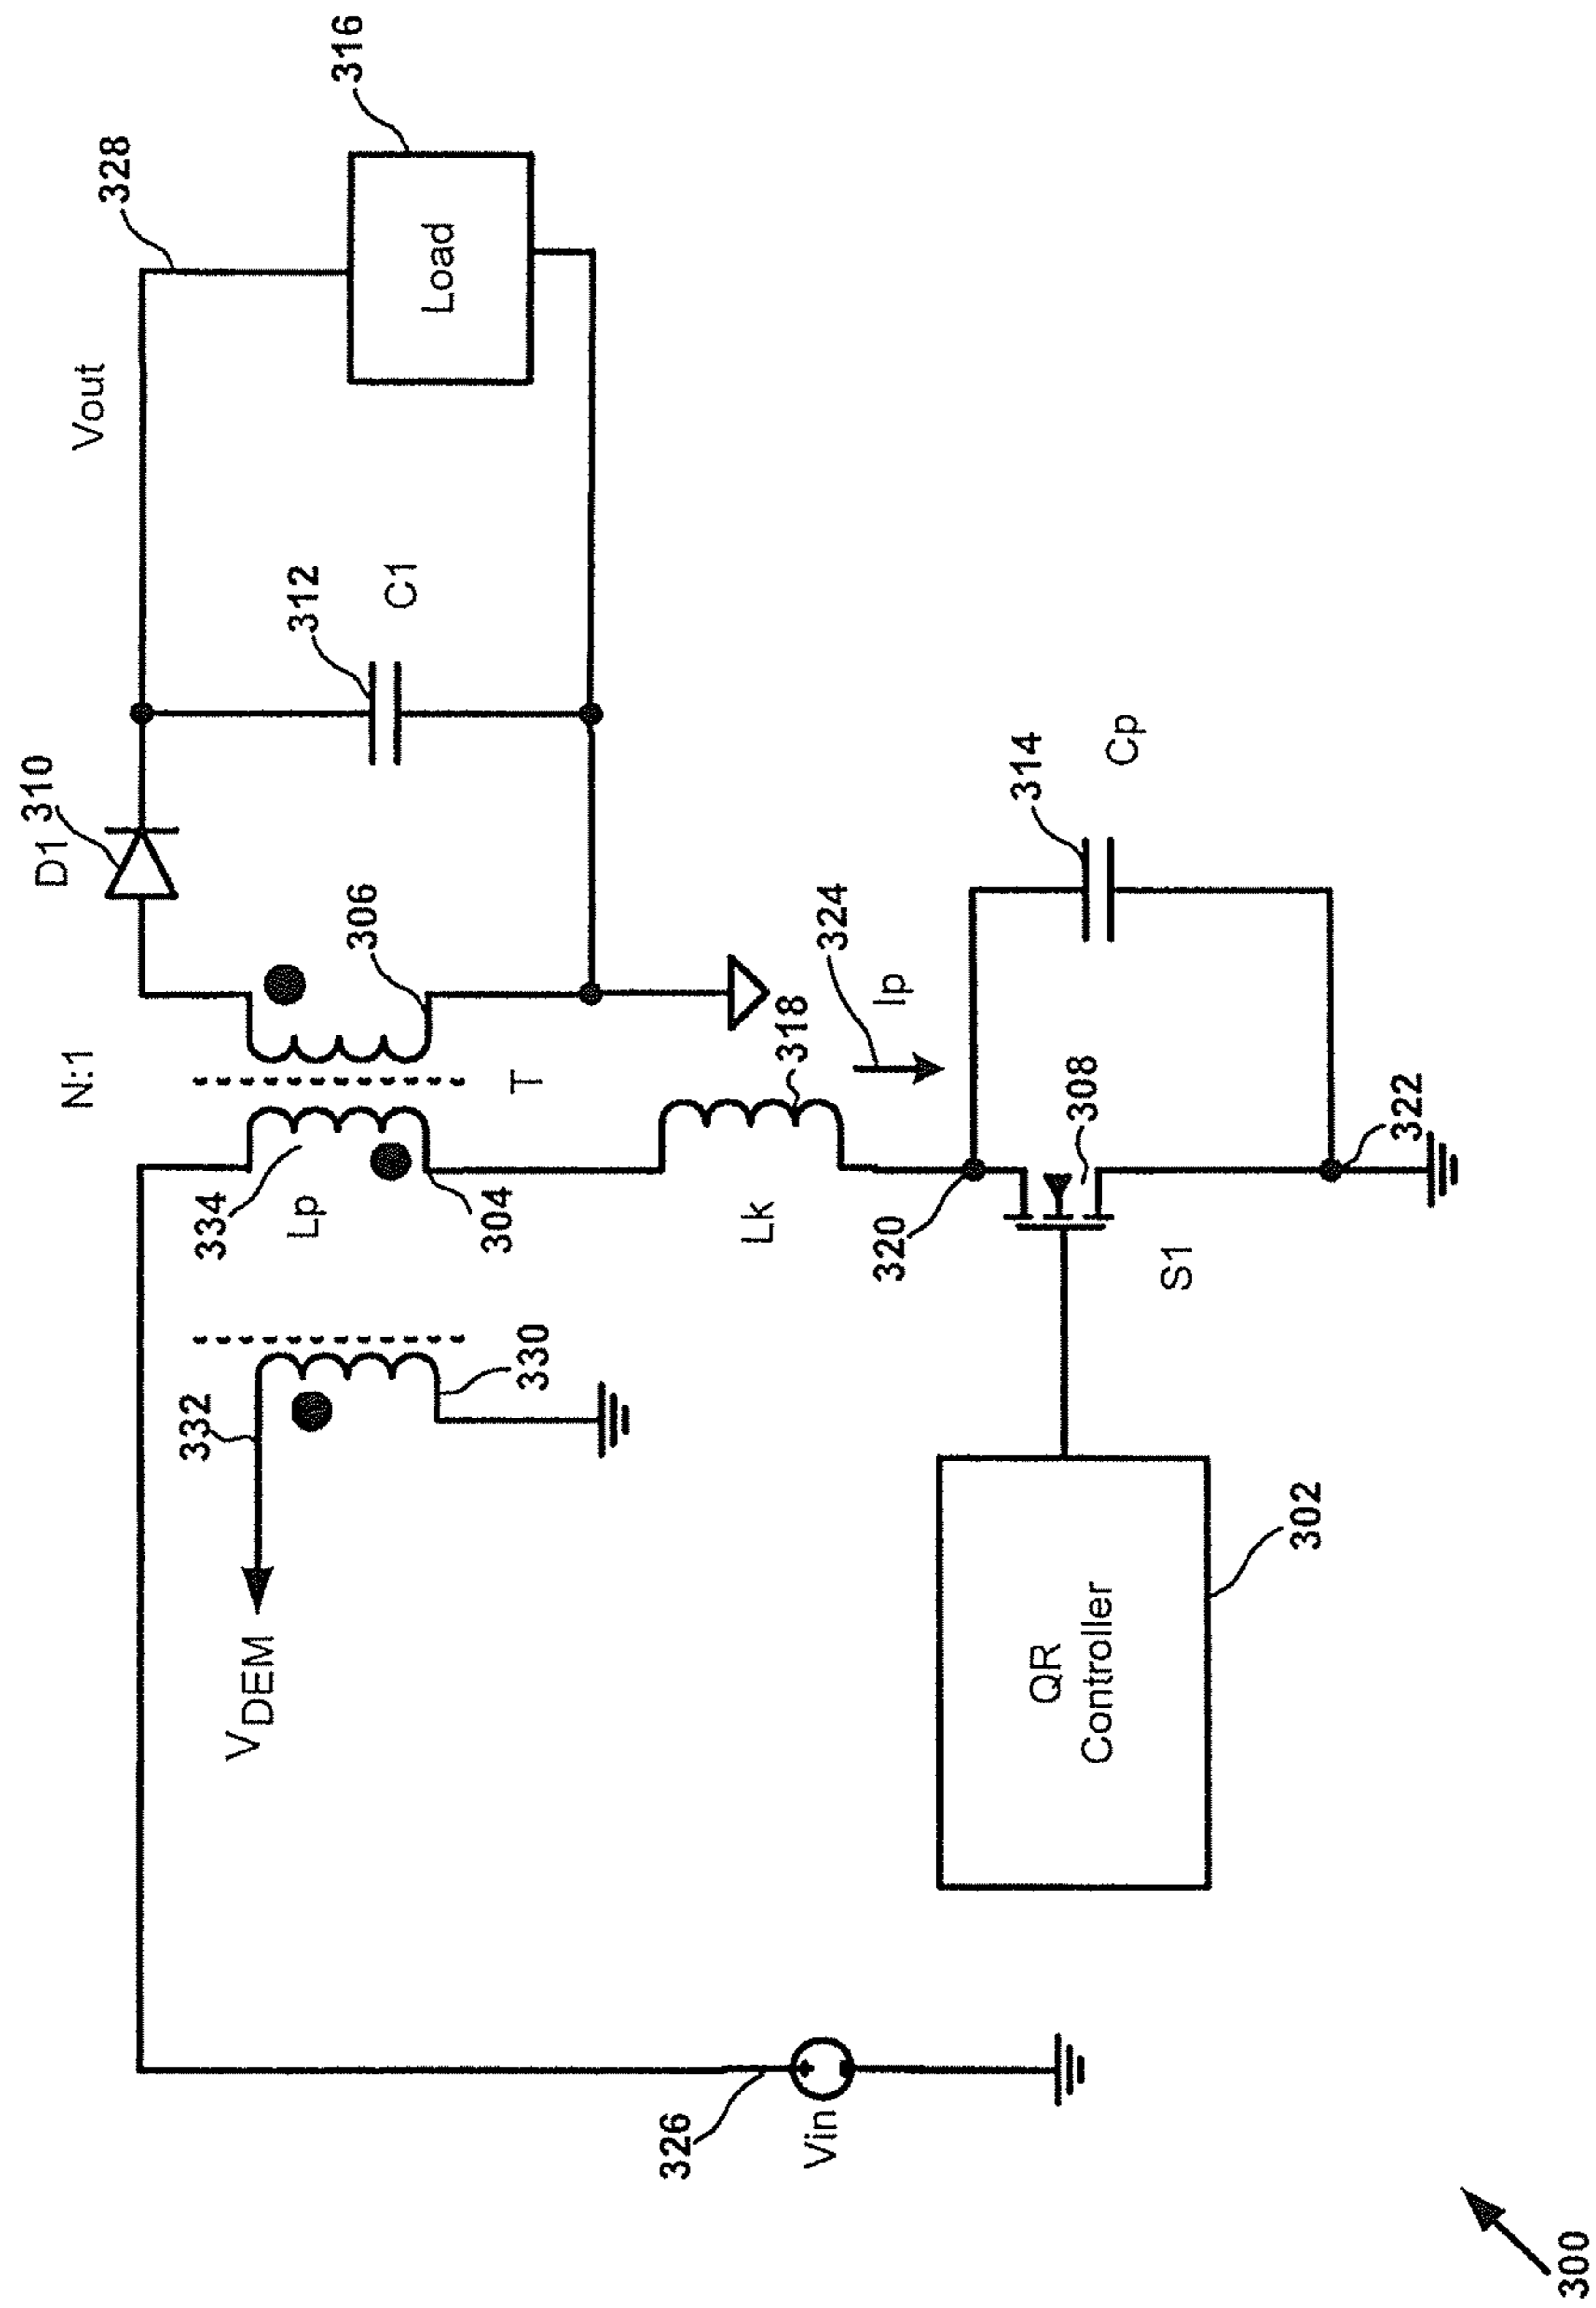 N:1
D1
310
Vout
328
316
312
C1
Load
306
T
334
Lp
304
332
VDEM
330
Lk
318
324
Ip
314
Cp
320
308
S1
322
QR
Controller
302
326
Vin
300